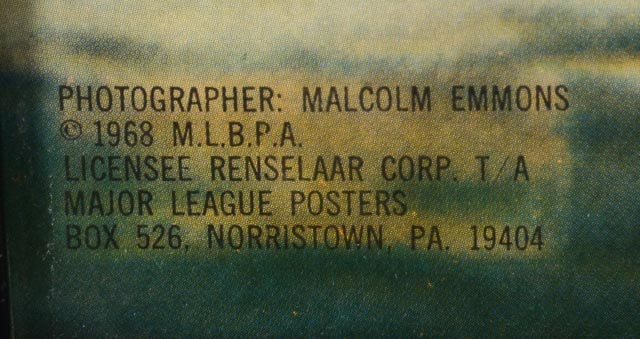 PHOTOGRAPHER: MALCOLM EMMONS
© 1968 M.L.B.P.A.
LICENSEE RENSELAAR CORP. T/A
MAJOR LEAGUE POSTERS
BOX 526, NORRISTOWN, PA. 19404